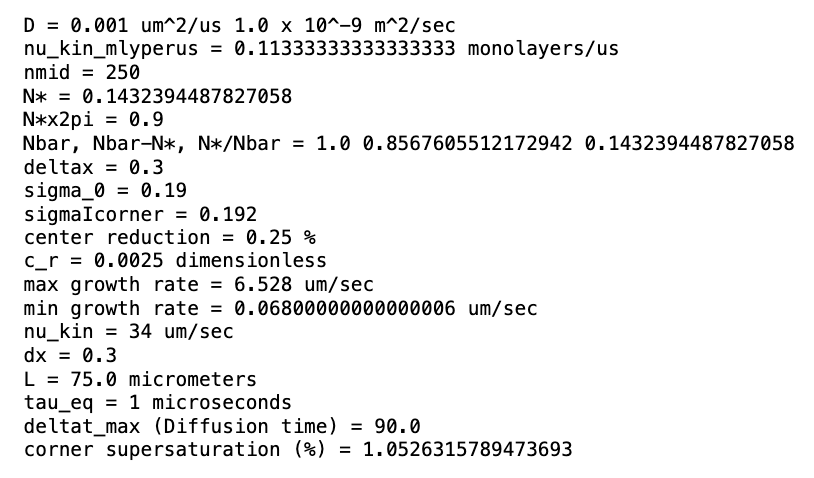 D = 0.001 um^2/us 1.0 x 10^-9 m^2/sec
nu_kin_mlyperus = 0.11333333333333333 monolayers/us
nmid = 250
N* = 0.1432394487827058
N*x2pi = 0.9
Nbar, Nbar-N*, N*/Nbar = 1.0 0.8567605512172942 0.1432394487827058
deltax = 0.3
sigma_0 = 0.19
sigmaIcorner = 0.192
center reduction = 0.25 %
c_r = 0.0025 dimensionless
max growth rate = 6.528 um/sec
min growth rate = 0.06800000000000006 um/sec
nu_kin = 34 um/sec
dx = 0.3
L = 75.0 micrometers
tau_eq = 1 microseconds
deltat_max (Diffusion time) = 90.0
corner supersaturation (%) = 1.0526315789473693